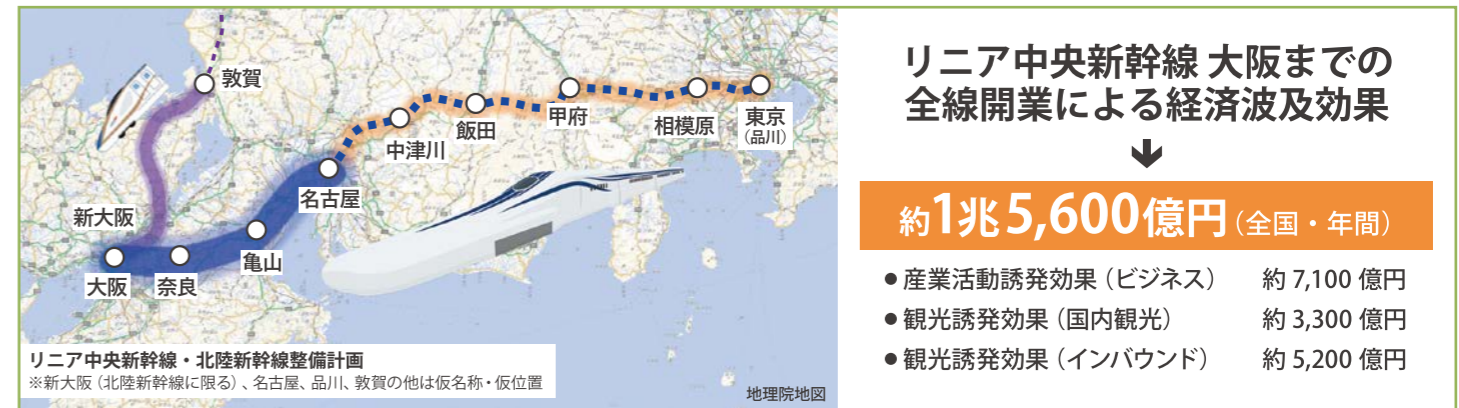 敦賀
新大阪
大阪
奈良
亀山
名古屋
中津川
飯田
甲府
相模原
東京
（品川）
リニア中央新幹線・北陸新幹線整備計画
※新大阪（北陸新幹線に限る）、名古屋、品川、敦賀の他は仮名称・仮位置
地理院地図
リニア中央新幹線 大阪までの
全線開業による経済波及効果
約1兆5,600億円（全国・年間）
●産業活動誘発効果（ビジネス） 約 7,100 億円
●観光誘発効果（国内観光） 約 3,300 億円
●観光誘発効果（インバウンド） 約 5,200 億円